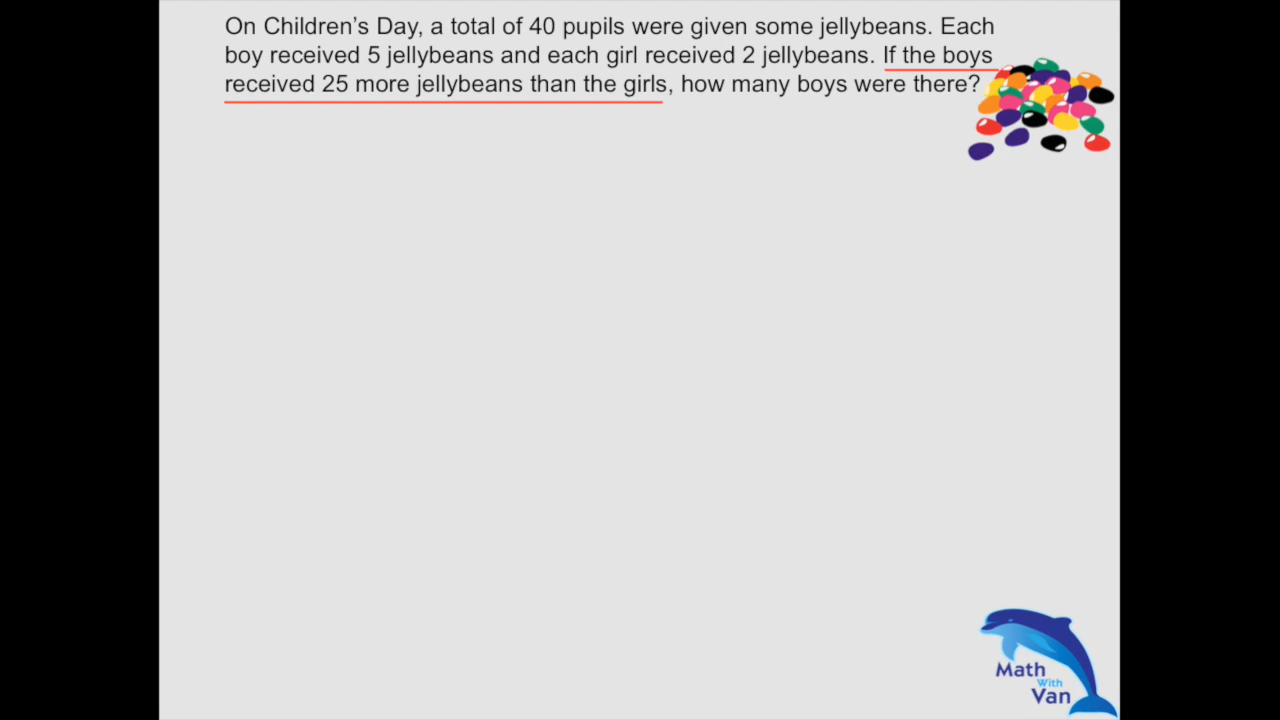 On Children’s Day, a total of 40 pupils were given some jellybeans. Each
boy received 5 jellybeans and each girl received 2 jellybeans. If the boys
received 25 more jellybeans than the girls, how many boys were there?
Math
With
Van